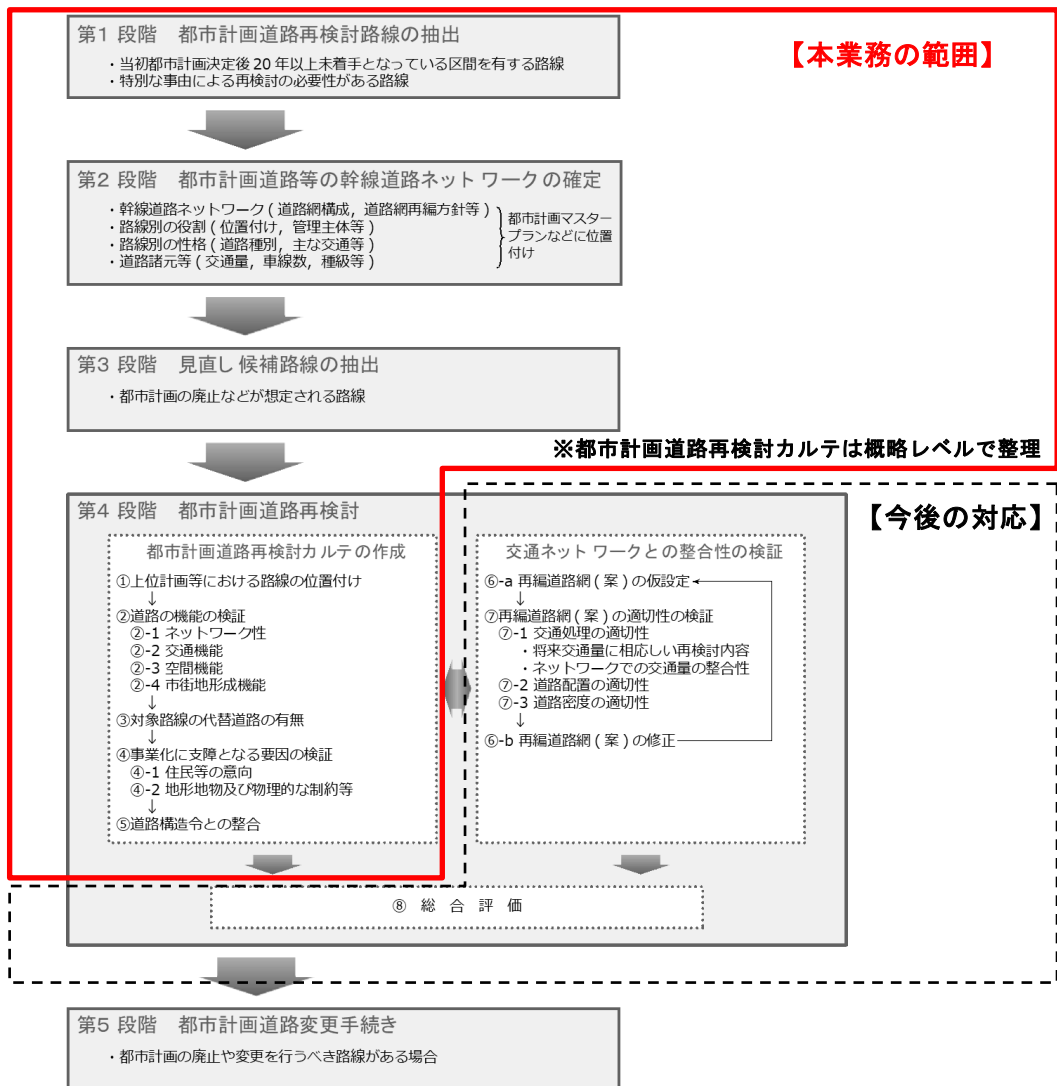 第1 段階　都市計画道路再検討路線の抽出
・当初都市計画決定後 20 年以上未着手となっている区間を有する路線
・特別な事由による再検討の必要性がある路線
【本業務の範囲】
第2 段階　都市計画道路等の幹線道路ネットワークの確定
・幹線道路ネットワーク ( 道路網構成，道路網再編方針等 )
・路線別の役割 ( 位置付け，管理主体等 )
・路線別の性格 ( 道路種別，主な交通等 )
・道路諸元等 ( 交通量，車線数，種級等 )
都市計画マスター
プランなどに位置
付け
第3 段階　見直し候補路線の抽出
・都市計画の廃止などが想定される路線
※都市計画道路再検討カルテは概略レベルで整理
第4 段階　都市計画道路再検討
【今後の対応】
都市計画道路再検討カルテの作成
①上位計画等における路線の位置付け
↓
②道路の機能の検証
②-1 ネットワーク性
②-2 交通機能
②-3 空間機能
②-4 市街地形成機能
↓
③対象路線の代替道路の有無
↓
④事業化に支障となる要因の検証
④-1 住民等の意向
④-2 地形地物及び物理的な制約等
↓
⑤道路構造令との整合
交通ネットワークとの整合性の検証
⑥-a 再編道路網 ( 案 ) の仮設定
↓
⑦再編道路網 ( 案 ) の適切性の検証
⑦-1 交通処理の適切性
・将来交通量に相応しい再検討内容
・ネットワークでの交通量の整合性
⑦-2 道路配置の適切性
⑦-3 道路密度の適切性
↓
⑥-b 再編道路網 ( 案 ) の修正
⑧ 総 合 評 価
第5 段階　都市計画道路変更手続き
・都市計画の廃止や変更を行うべき路線がある場合